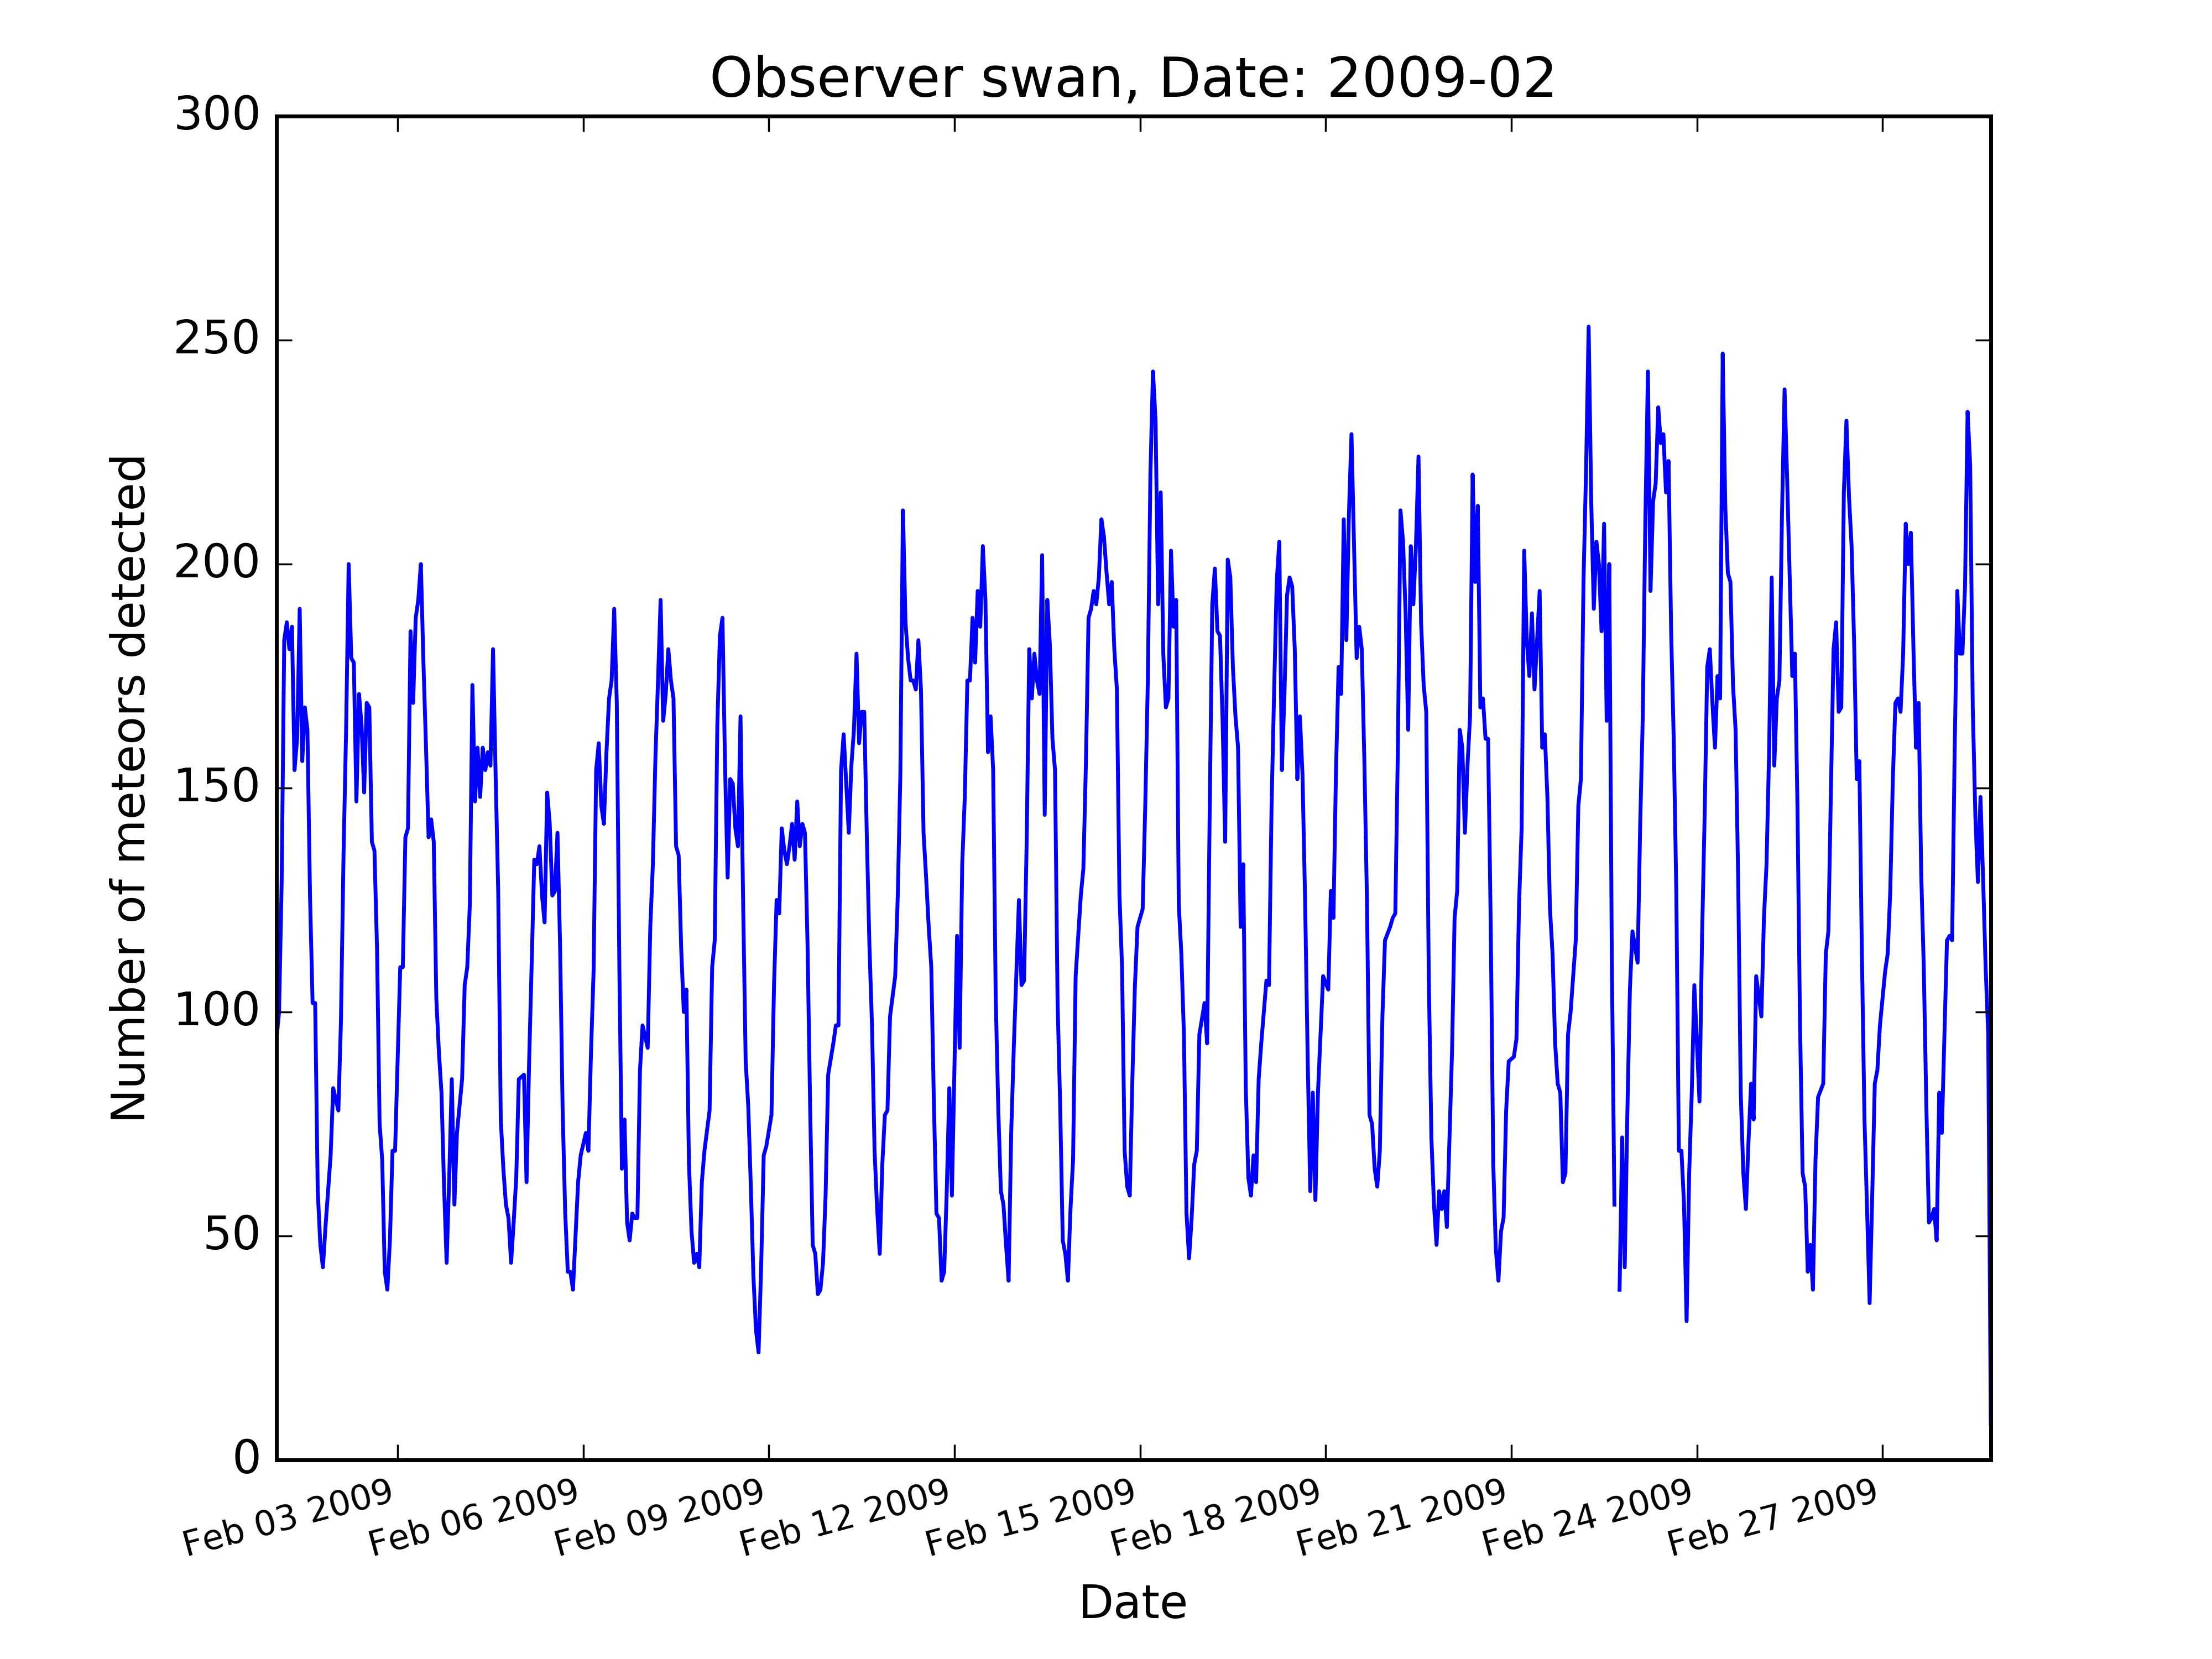 Observer swan, Date: 2009-02
300
250
200
150
100
50
0
Number of meteors detected
Feb 03 2009
Feb 06 2009
Feb 09 2009
Feb 12 2009
Feb 15 2009
Feb 18 2009
Feb 21 2009
Feb 24 2009
Feb 27 2009
Date